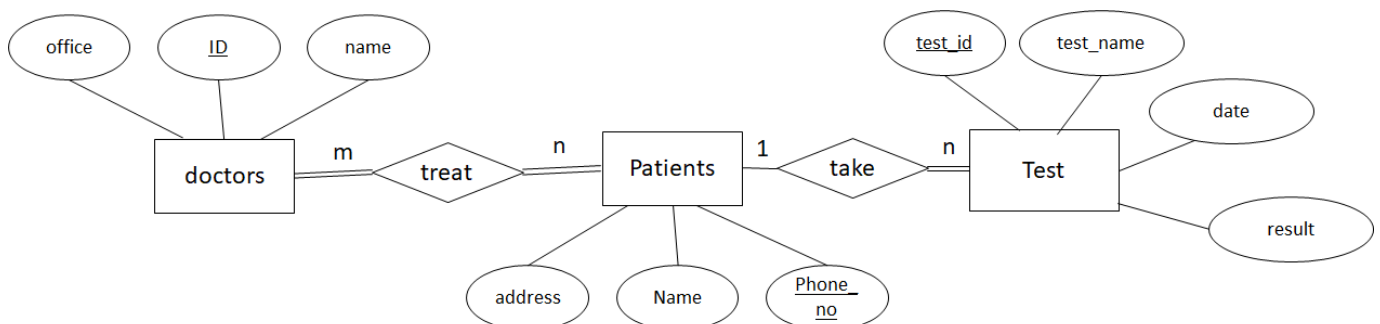 office
ID
name
test_id
test_name
date
doctors
m
treat
n
Patients
1
take
n
Test
result
address
Name
Phone_
no